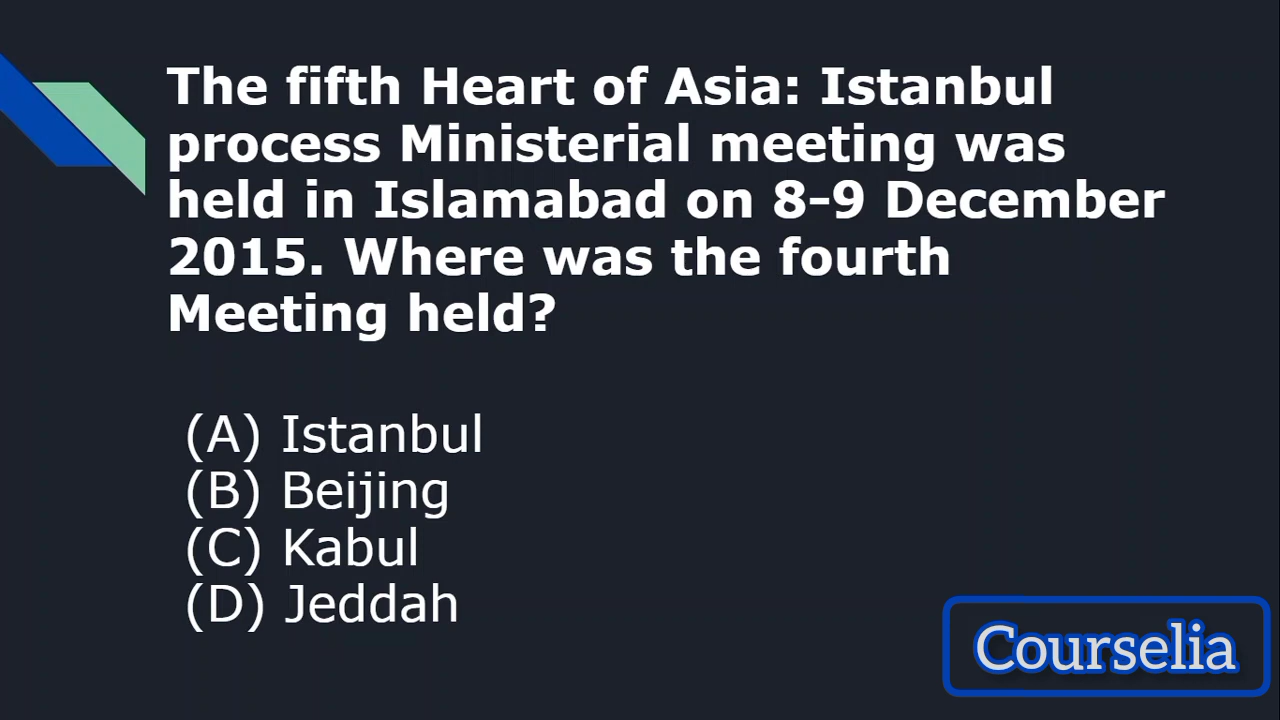 The fifth Heart of Asia: Istanbul
process Ministerial meeting was
held in Islamabad on 8-9 December
2015. Where was the fourth
Meeting held?
(A) Istanbul
(B) Beijing
(C) Kabul
(D) Jeddah
Courselia